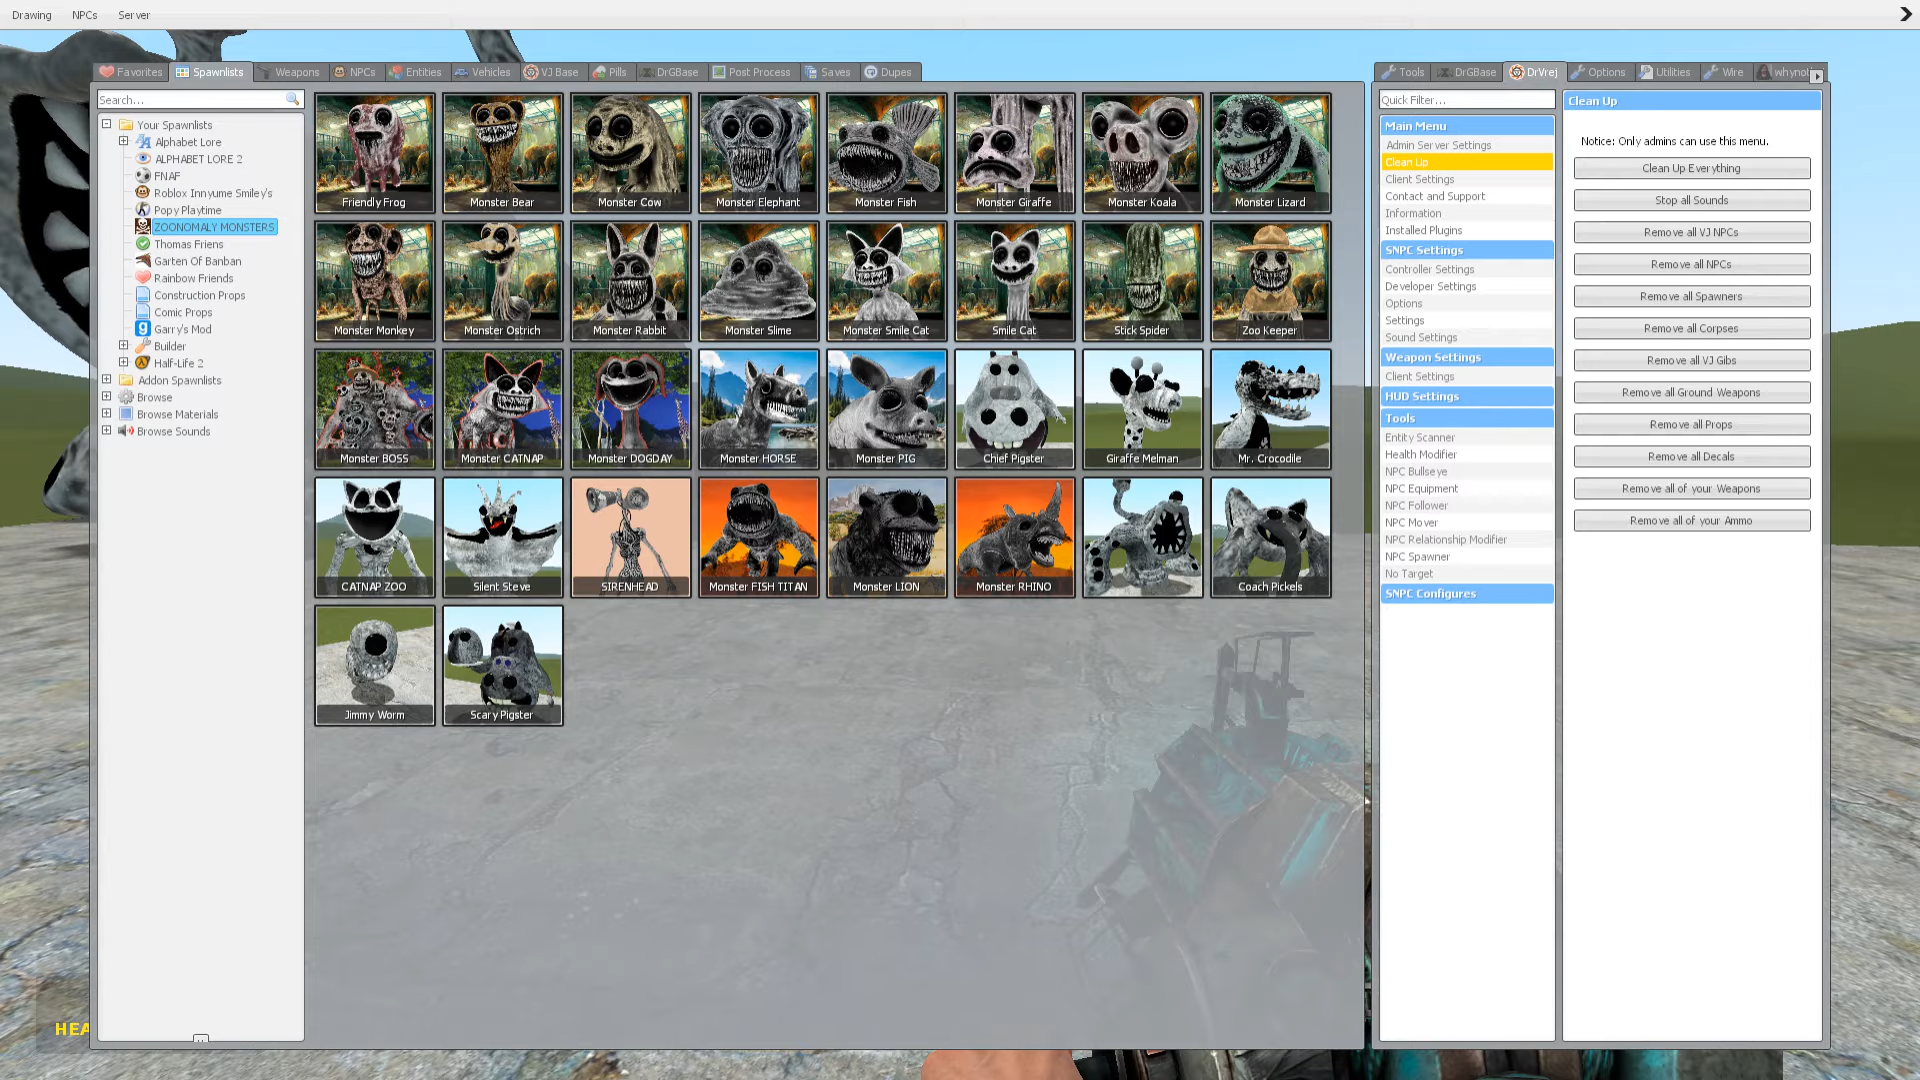 Drawing NPCs Server
Favorites Spawnlists Weapons NPCs Entities Vehicles VJ Base Pills DrGBase Post Process Saves Dupes
Search...
Your Spawnlists
Alphabet Lore
ALPHABET LORE 2
FNAF
Roblox Innyume Smiley's
Popy Playtime
ZOONOMALY MONSTERS
Thomas Friens
Garten Of Banban
Rainbow Friends
Construction Props
Comic Props
Garry's Mod
Builder
Half-Life 2
Addon Spawnlists
Browse
Browse Materials
Browse Sounds
Friendly Frog Monster Bear Monster Cow Monster Elephant Monster Fish Monster Giraffe Monster Koala Monster Lizard
Monster Monkey Monster Ostrich Monster Rabbit Monster Slime Monster Smile Cat Smile Cat Stick Spider Zoo Keeper
Monster BOSS Monster CATNAP Monster DOGDAY Monster HORSE Monster PIG Chief Pigster Giraffe Melman Mr. Crocodile
CATNAP ZOO Silent Steve SIRENHEAD Monster FISH TITAN Monster LION Monster RHINO Coach Pickels
Jimmy Worm Scary Pigster
HEA
Tools DrGBase DrVrej Options Utilities Wire whynot
Quick Filter...
Main Menu
Admin Server Settings
Clean Up
Client Settings
Contact and Support
Information
Installed Plugins
SNPC Settings
Controller Settings
Developer Settings
Options
Settings
Sound Settings
Weapon Settings
Client Settings
HUD Settings
Tools
Entity Scanner
Health Modifier
NPC Bullseye
NPC Equipment
NPC Follower
NPC Mover
NPC Relationship Modifier
NPC Spawner
No Target
SNPC Configures
Clean Up
Notice: Only admins can use this menu.
Clean Up Everything
Stop all Sounds
Remove all VJ NPCs
Remove all NPCs
Remove all Spawners
Remove all Corpses
Remove all VJ Gibs
Remove all Ground Weapons
Remove all Props
Remove all Decals
Remove all of your Weapons
Remove all of your Ammo